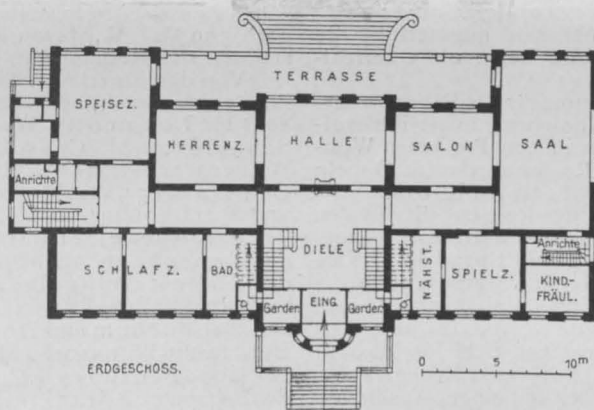 TERRASSE
SPEISEZ.
HERRENZ.
HALLE
SALON
SAAL
Anrichte
SCHLAFZ.
BAD
DIELE
NÄHST.
SPIELZ.
Anrichte
KIND.-
FRÄUL.
Garder.
EING.
Garder.
ERDGESCHOSS.
0 5 10m